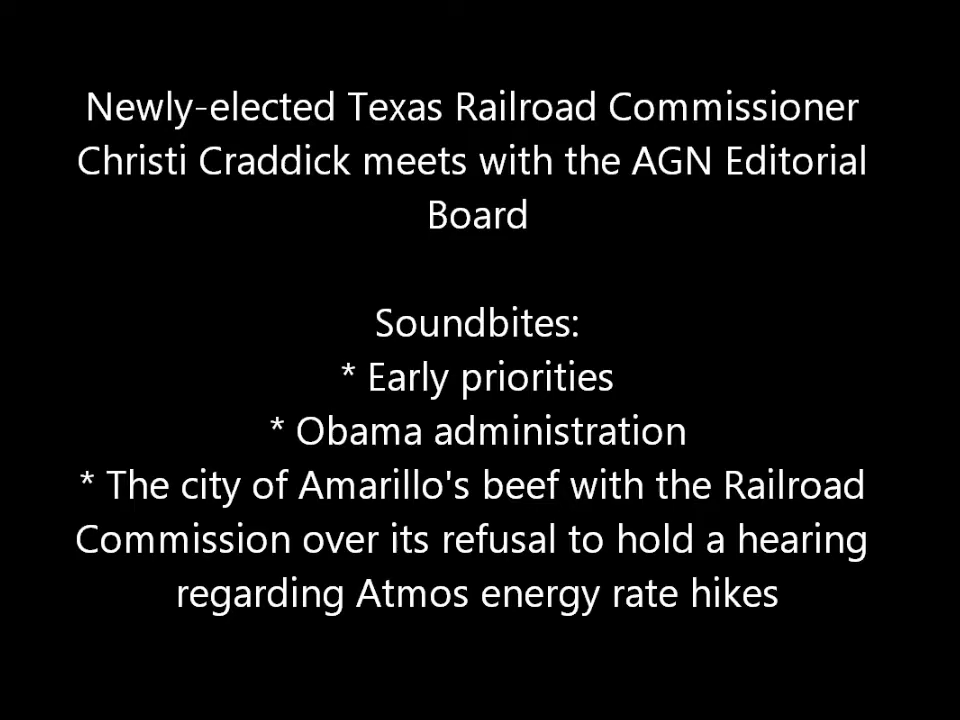 Newly-elected Texas Railroad Commissioner
Christi Craddick meets with the AGN Editorial
Board
Soundbites:
* Early priorities
* Obama administration
* The city of Amarillo's beef with the Railroad
Commission over its refusal to hold a hearing
regarding Atmos energy rate hikes